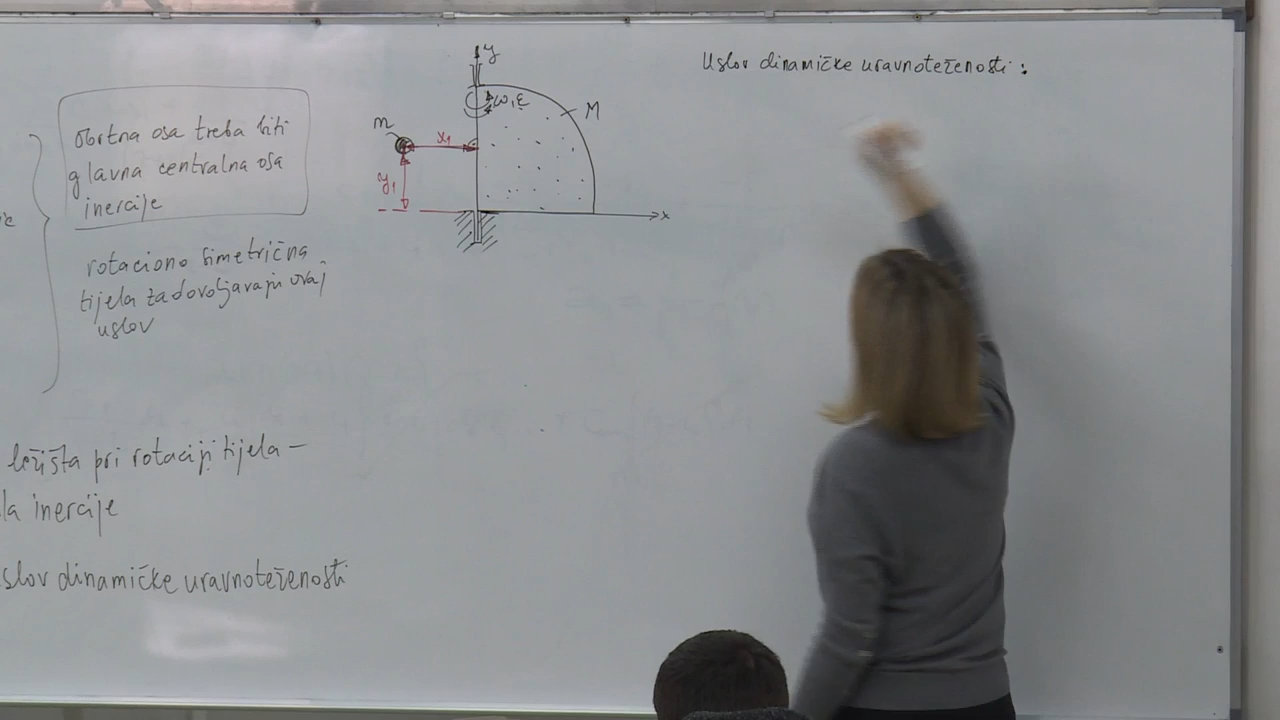 Uslov dinamičke uravnoteženosti :
obrtna osa treba biti
glavna centralna osa
inercije
rotaciono simetrična
tijela zadovoljavaju ovaj
uslov
y
ω, ε
M
m
x₁
y₁
x
ležišta pri rotaciji tijela –
la inercije
slov dinamičke uravnoteženosti